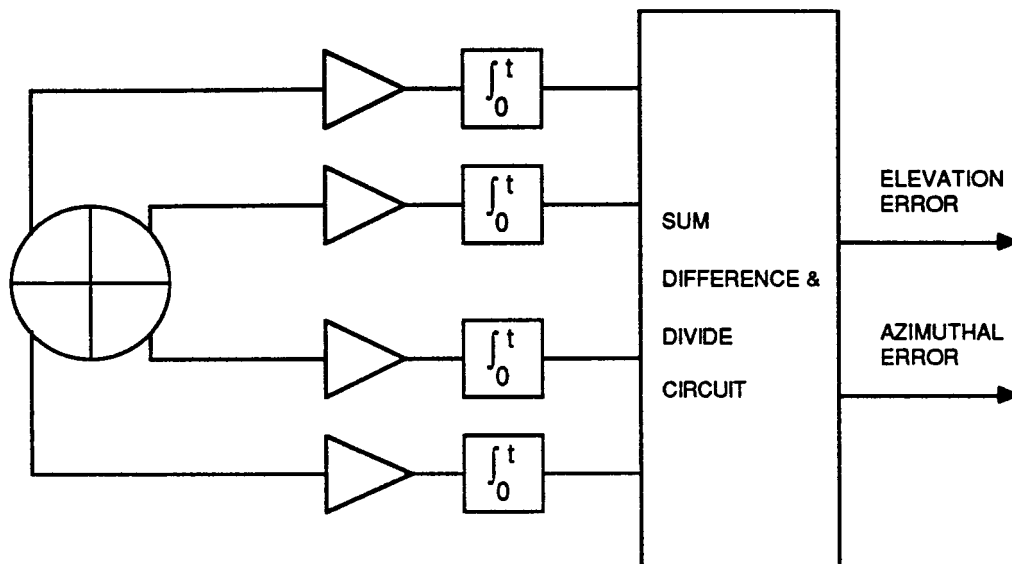 ∫₀ᵗ
∫₀ᵗ
∫₀ᵗ
∫₀ᵗ
SUM
DIFFERENCE &
DIVIDE
CIRCUIT
ELEVATION
ERROR
AZIMUTHAL
ERROR